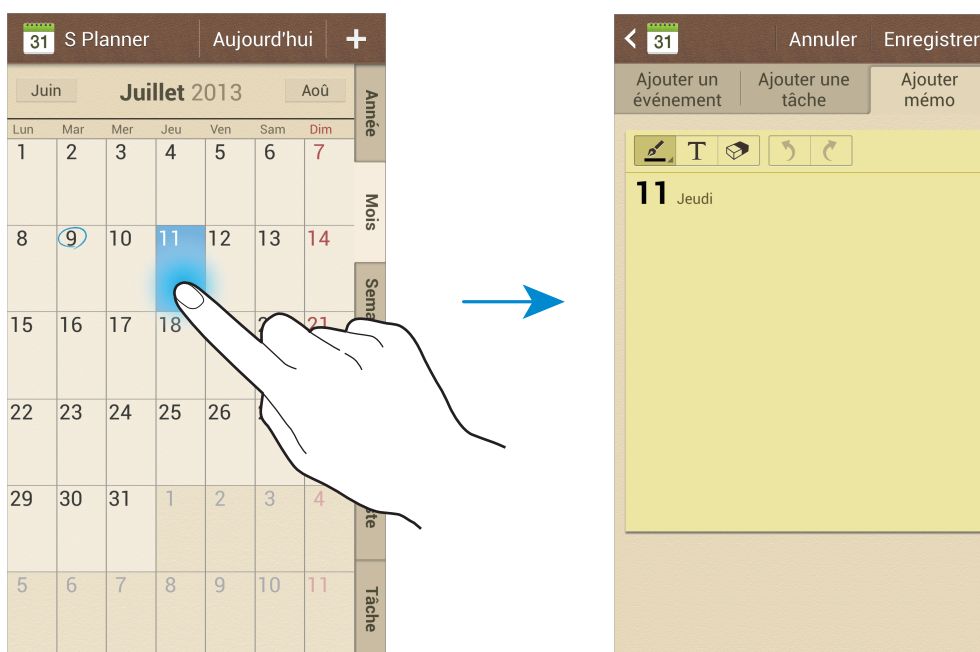 31 S Planner Aujourd'hui +
Juin Juillet 2013 Aoû
Lun Mar Mer Jeu Ven Sam Dim
1 2 3 4 5 6 7
8 9 10 11 12 13 14
15 16 17 18 21
22 23 24 25 26
29 30 31 1 2 3 4
5 6 7 8 9 10 11
Année
Mois
Tâche
31 Annuler Enregistrer
Ajouter un événement
Ajouter une tâche
Ajouter mémo
T
11 Jeudi